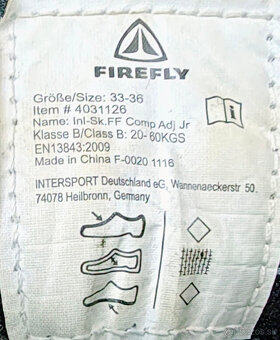 FIREFLY
Größe/Size: 33-36
Item # 4031126
Name: Inl-Sk.FF Comp Adj Jr
Klasse B/Class B: 20- 60KGS
EN13843:2009
Made in China F-0020 1116
INTERSPORT Deutschland eG, Wannenaeckerstr 50,
74078 Heilbronn, Germany